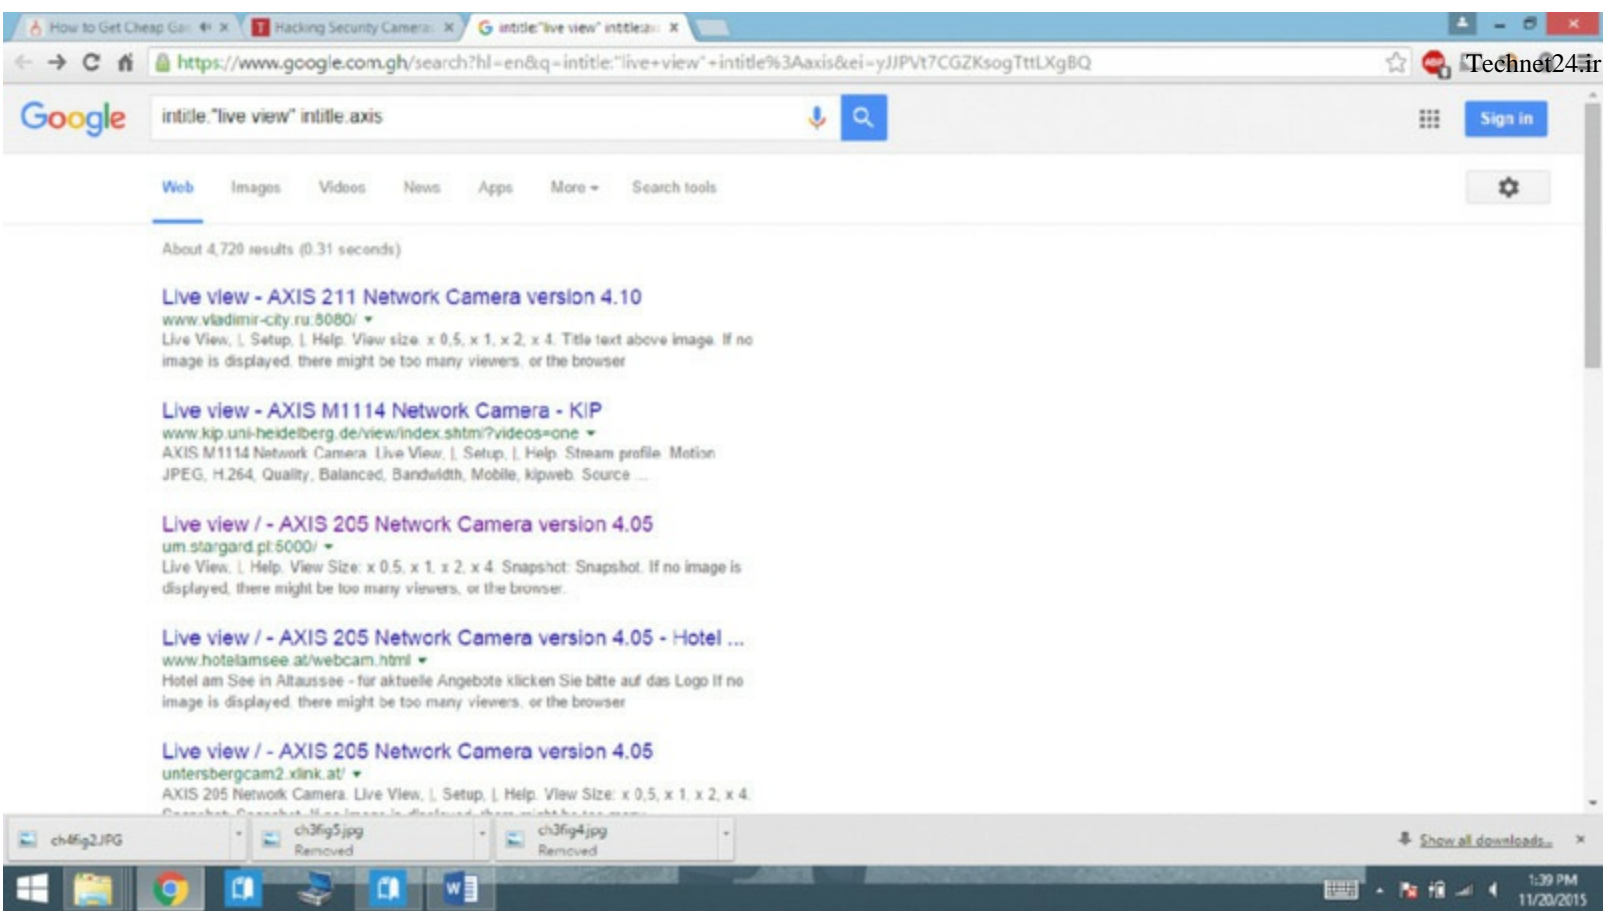 How to Get Cheap Ga
Hacking Security Camera
intitle:"live view" intitle:a
https://www.google.com.gh/search?hl=en&q=intitle:"live+view"+intitle%3Aaxis&ei=yJJPVt7CGZKsogTttLXgBQ
Technet24.ir
Google
intitle:"live view" intitle:axis
Sign in
Web Images Videos News Apps More Search tools
About 4,720 results (0.31 seconds)
Live view - AXIS 211 Network Camera version 4.10
www.vladimir-city.ru:8080/
Live View, |, Setup, |, Help. View size. x 0,5, x 1, x 2, x 4. Title text above image. If no
image is displayed, there might be too many viewers, or the browser
Live view - AXIS M1114 Network Camera - KIP
www.kip.uni-heidelberg.de/view/index.shtml?videos=one
AXIS M1114 Network Camera. Live View, |, Setup, |, Help. Stream profile. Motion
JPEG, H.264, Quality, Balanced, Bandwidth, Mobile, kipweb. Source ...
Live view / - AXIS 205 Network Camera version 4.05
um.stargard.pl:5000/
Live View, |, Help. View Size: x 0,5, x 1, x 2, x 4. Snapshot: Snapshot. If no image is
displayed, there might be too many viewers, or the browser.
Live view / - AXIS 205 Network Camera version 4.05 - Hotel ...
www.hotelamsee.at/webcam.html
Hotel am See in Altaussee - für aktuelle Angebote klicken Sie bitte auf das Logo If no
image is displayed, there might be too many viewers, or the browser
Live view / - AXIS 205 Network Camera version 4.05
untersbergcam2.xlink.at/
AXIS 205 Network Camera. Live View, |, Setup, |, Help. View Size: x 0,5, x 1, x 2, x 4.
ch4fig2.JPG
ch3fig5.jpg
Removed
ch3fig4.jpg
Removed
Show all downloads...
1:39 PM
11/20/2015